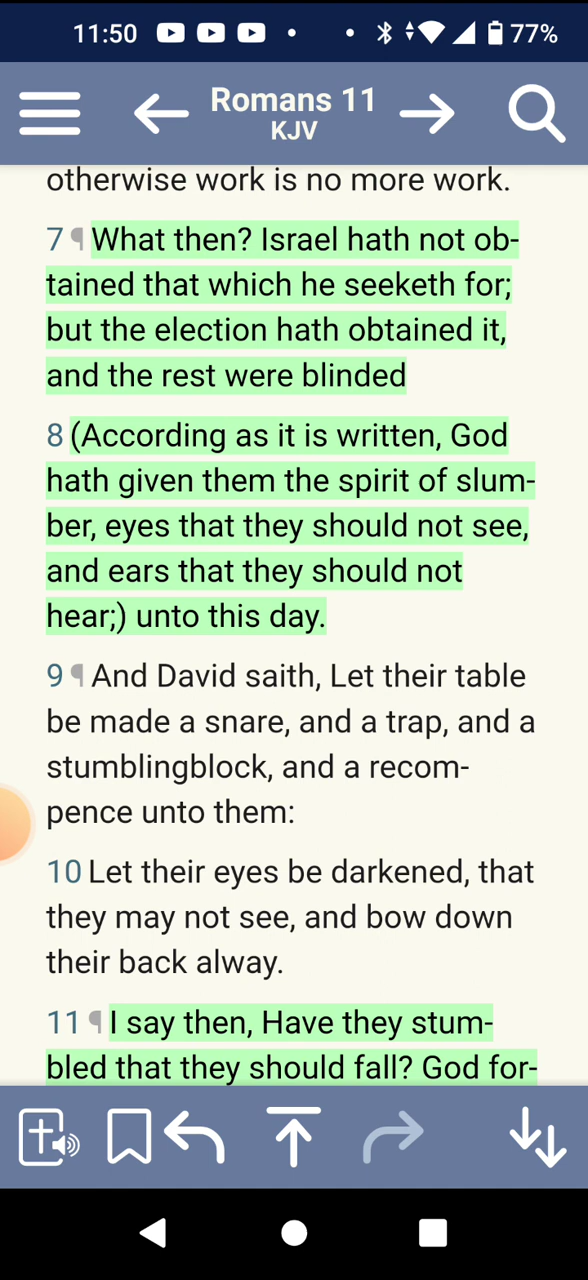 11:50 77%
Romans 11
KJV
otherwise work is no more work.
7 ¶ What then? Israel hath not ob-
tained that which he seeketh for;
but the election hath obtained it,
and the rest were blinded
8 (According as it is written, God
hath given them the spirit of slum-
ber, eyes that they should not see,
and ears that they should not
hear;) unto this day.
9 ¶ And David saith, Let their table
be made a snare, and a trap, and a
stumblingblock, and a recom-
pence unto them:
10 Let their eyes be darkened, that
they may not see, and bow down
their back alway.
11 ¶ I say then, Have they stum-
bled that they should fall? God for-